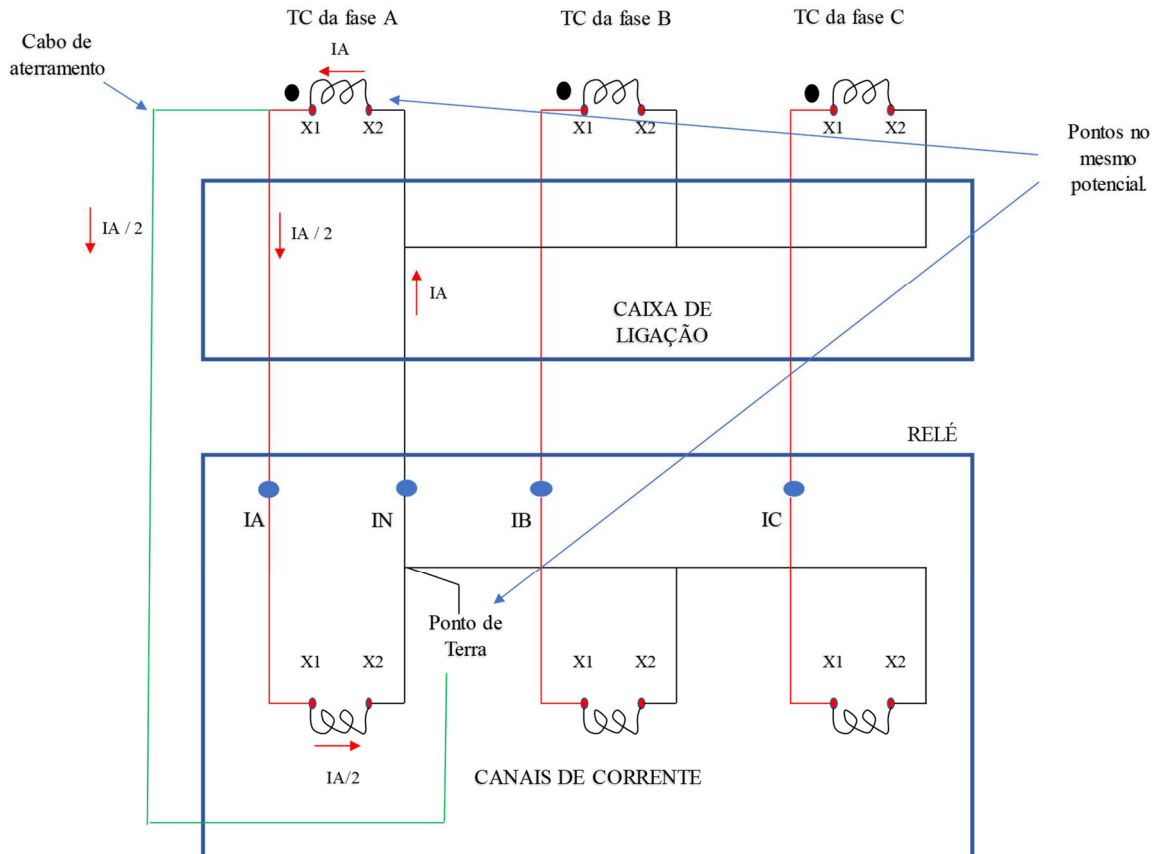 TC da fase A
TC da fase B
TC da fase C
Cabo de
aterramento
IA
X1
X2
X1
X2
X1
X2
Pontos no
mesmo
potencial.
IA / 2
IA / 2
IA
CAIXA DE
LIGAÇÃO
RELÉ
IA
IN
IB
IC
Ponto de
Terra
X1
X2
X1
X2
X1
X2
IA/2
CANAIS DE CORRENTE